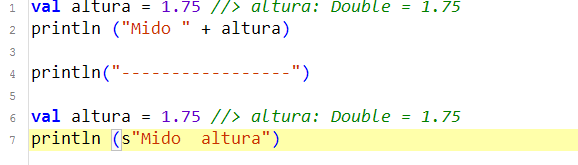 1 val altura = 1.75 //> altura: Double = 1.75
2 println ("Mido " + altura)
3
4 println("-----------------")
5
6 val altura = 1.75 //> altura: Double = 1.75
7 println (s"Mido  altura")